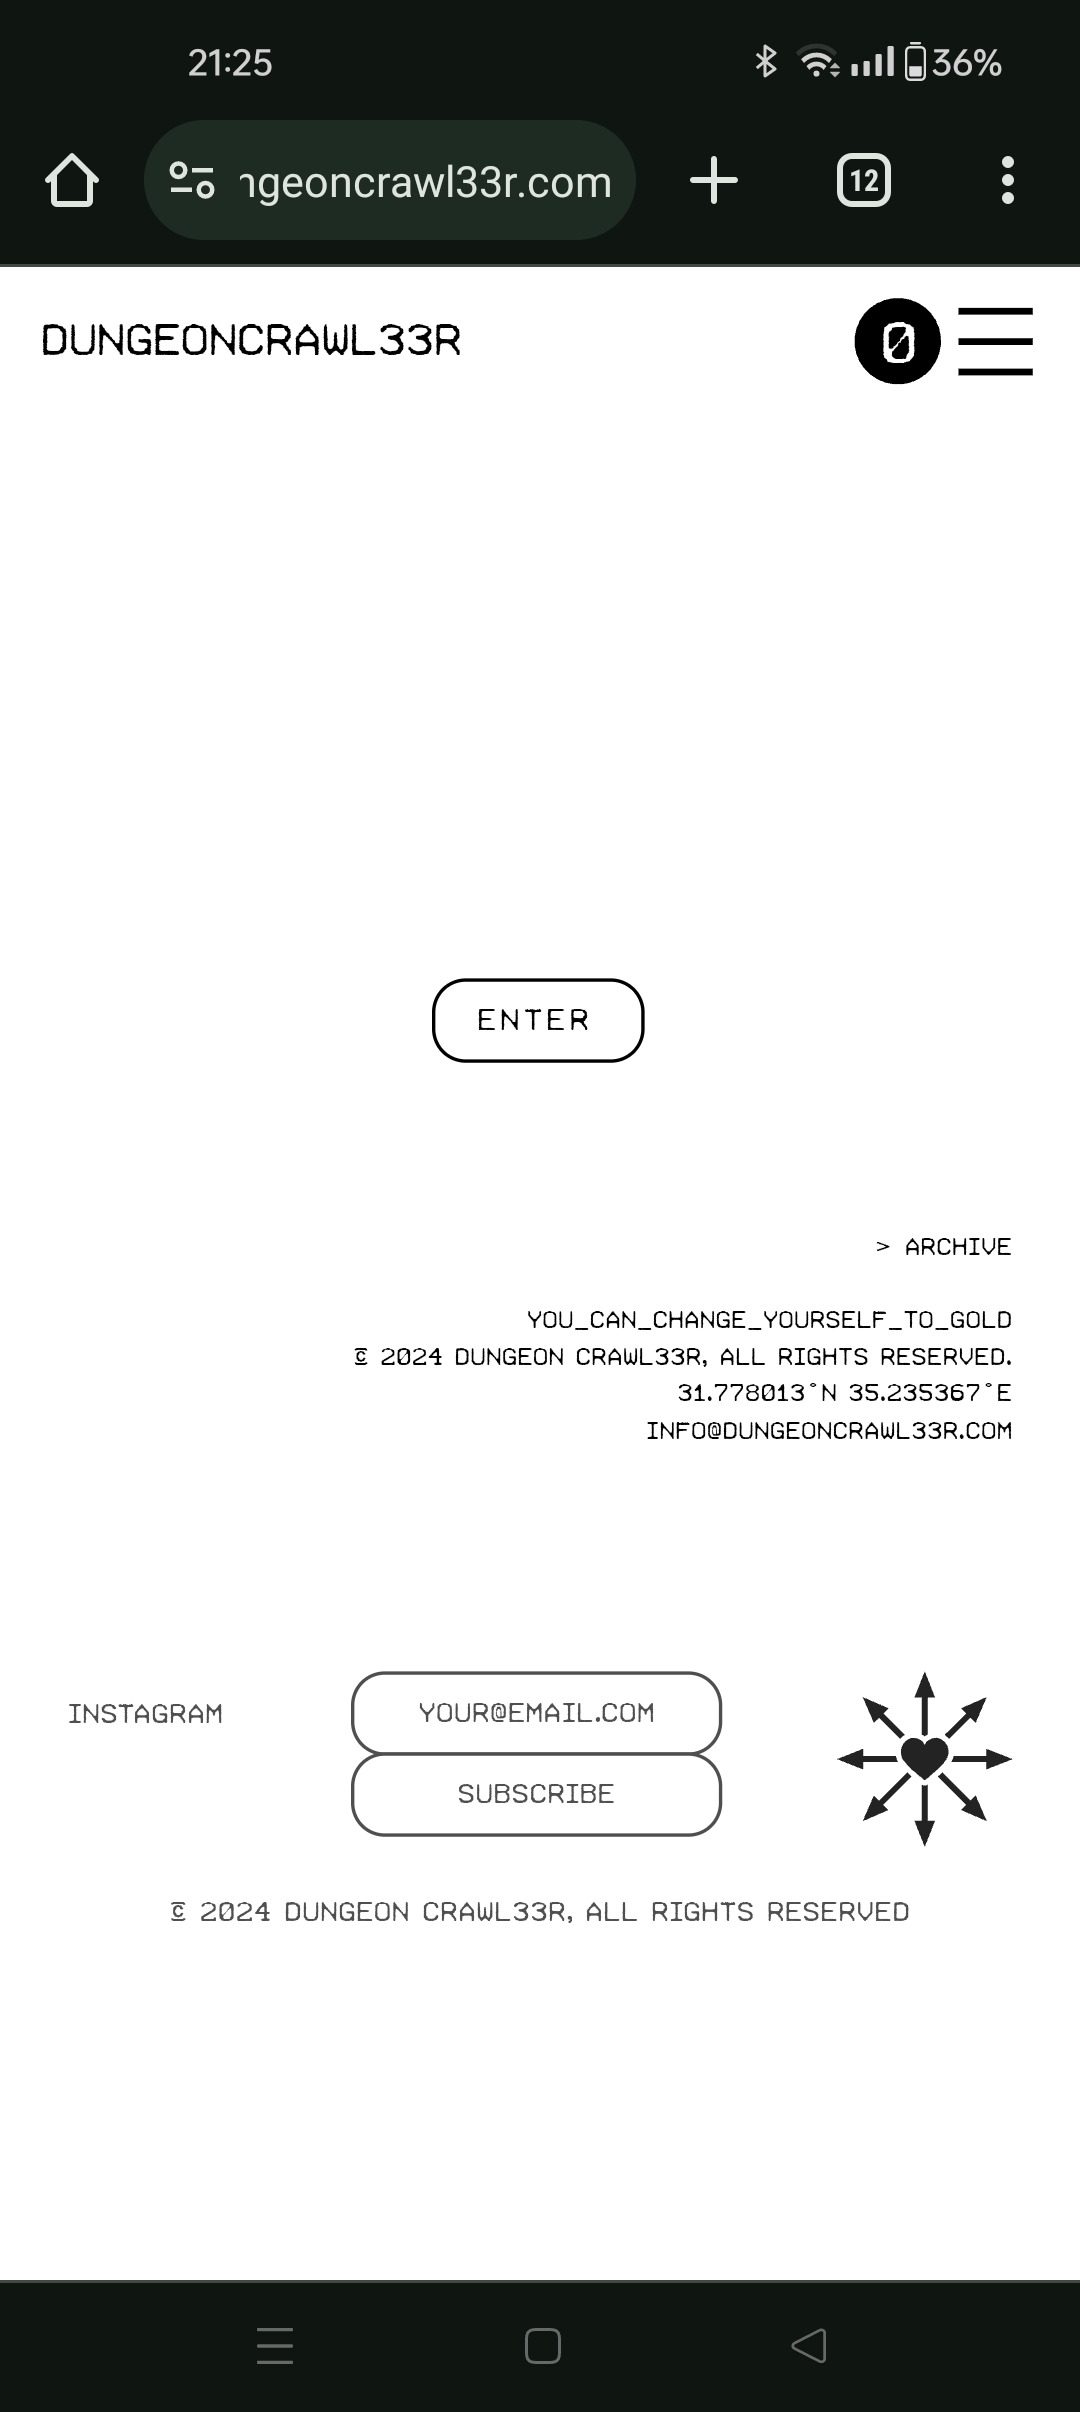 21:25
36%
ngeoncrawl33r.com
12
DUNGEONCRAWL33R
0
ENTER
> ARCHIVE
YOU_CAN_CHANGE_YOURSELF_TO_GOLD
© 2024 DUNGEON CRAWL33R, ALL RIGHTS RESERVED.
31.778013°N 35.235367°E
INFO@DUNGEONCRAWL33R.COM
INSTAGRAM
YOUR@EMAIL.COM
SUBSCRIBE
© 2024 DUNGEON CRAWL33R, ALL RIGHTS RESERVED